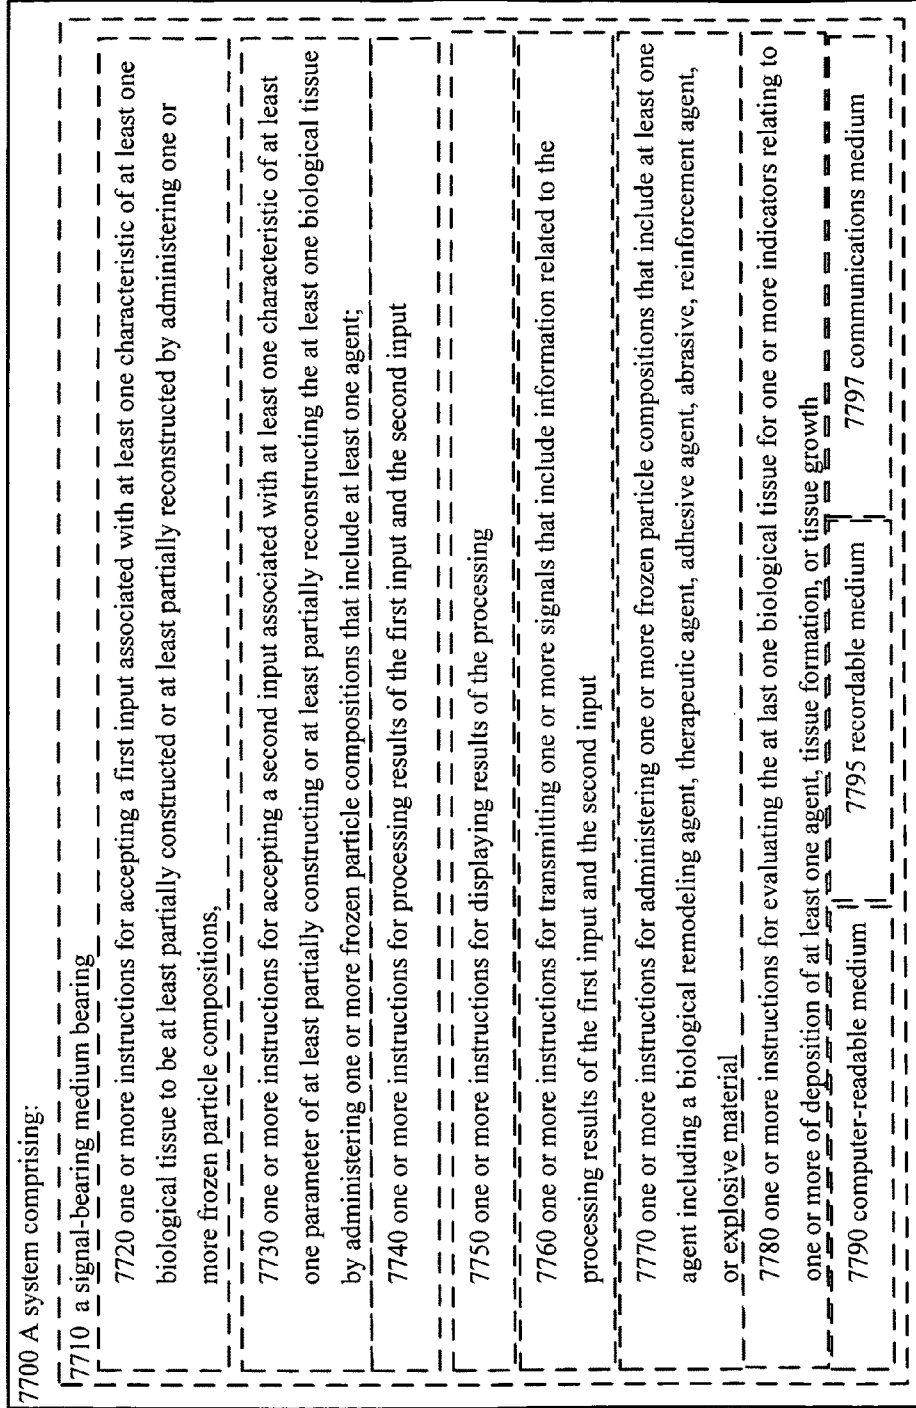 7700 A system comprising:
7710 a signal-bearing medium bearing
7720 one or more instructions for accepting a first input associated with at least one characteristic of at least one
biological tissue to be at least partially constructed or at least partially reconstructed by administering one or
more frozen particle compositions,
7730 one or more instructions for accepting a second input associated with at least one characteristic of at least
one parameter of at least partially constructing or at least partially reconstructing the at least one biological tissue
by administering one or more frozen particle compositions that include at least one agent;
7740 one or more instructions for processing results of the first input and the second input
7750 one or more instructions for displaying results of the processing
7760 one or more instructions for transmitting one or more signals that include information related to the
processing results of the first input and the second input
7770 one or more instructions for administering one or more frozen particle compositions that include at least one
agent including a biological remodeling agent, therapeutic agent, adhesive agent, abrasive, reinforcement agent,
or explosive material
7780 one or more instructions for evaluating the at last one biological tissue for one or more indicators relating to
one or more of deposition of at least one agent, tissue formation, or tissue growth
7790 computer-readable medium
7795 recordable medium
7797 communications medium